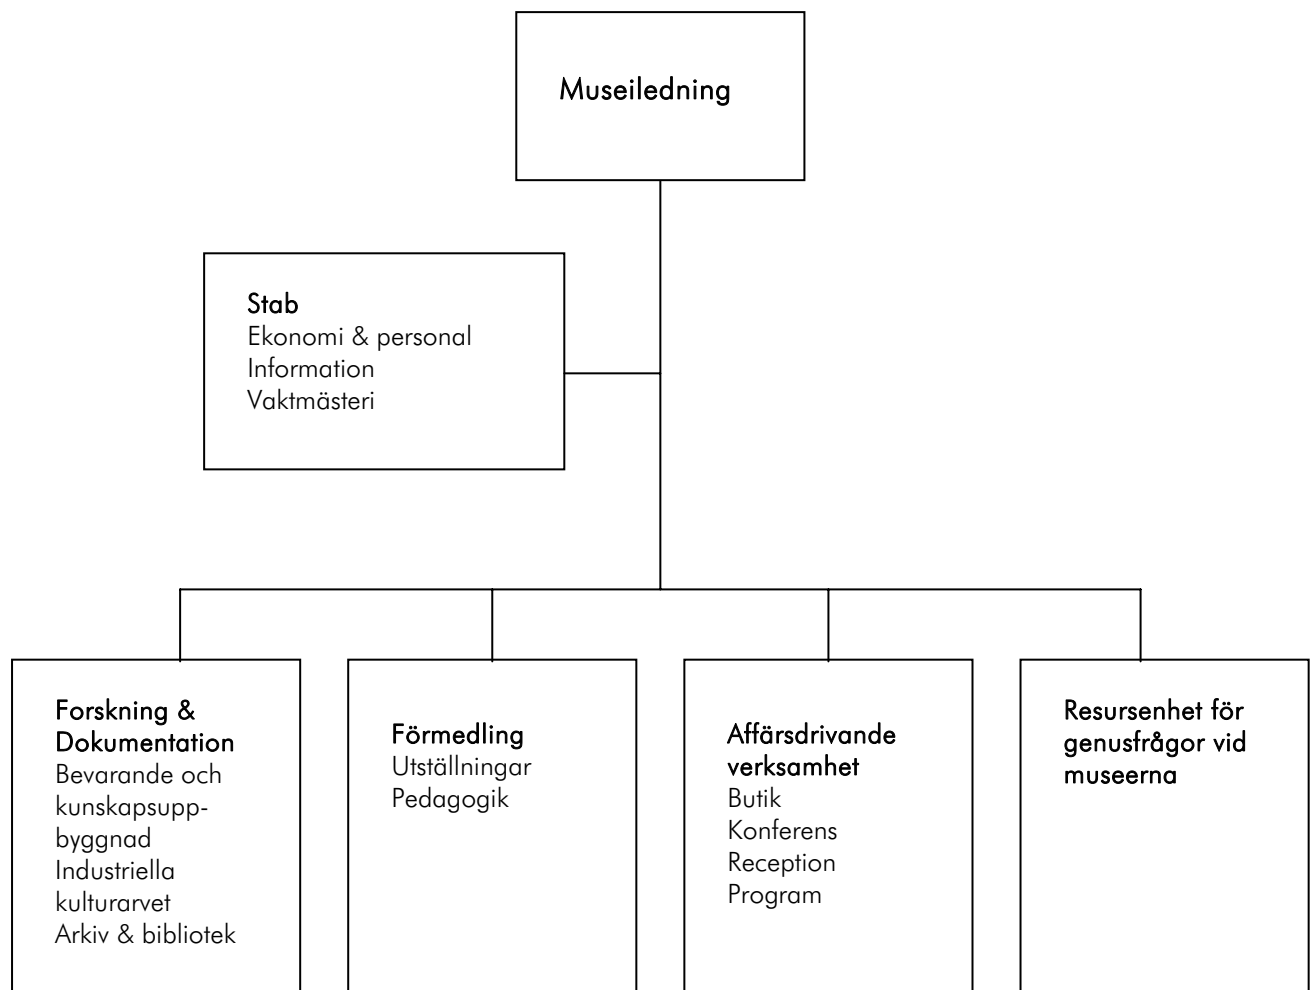 Museiledning
Stab
Ekonomi & personal
Information
Vaktmästeri
Forskning &
Dokumentation
Bevarande och
kunskapsupp-
byggnad
Industriella
kulturarvet
Arkiv & bibliotek
Förmedling
Utställningar
Pedagogik
Affärsdrivande
verksamhet
Butik
Konferens
Reception
Program
Resursenhet för
genusfrågor vid
museerna